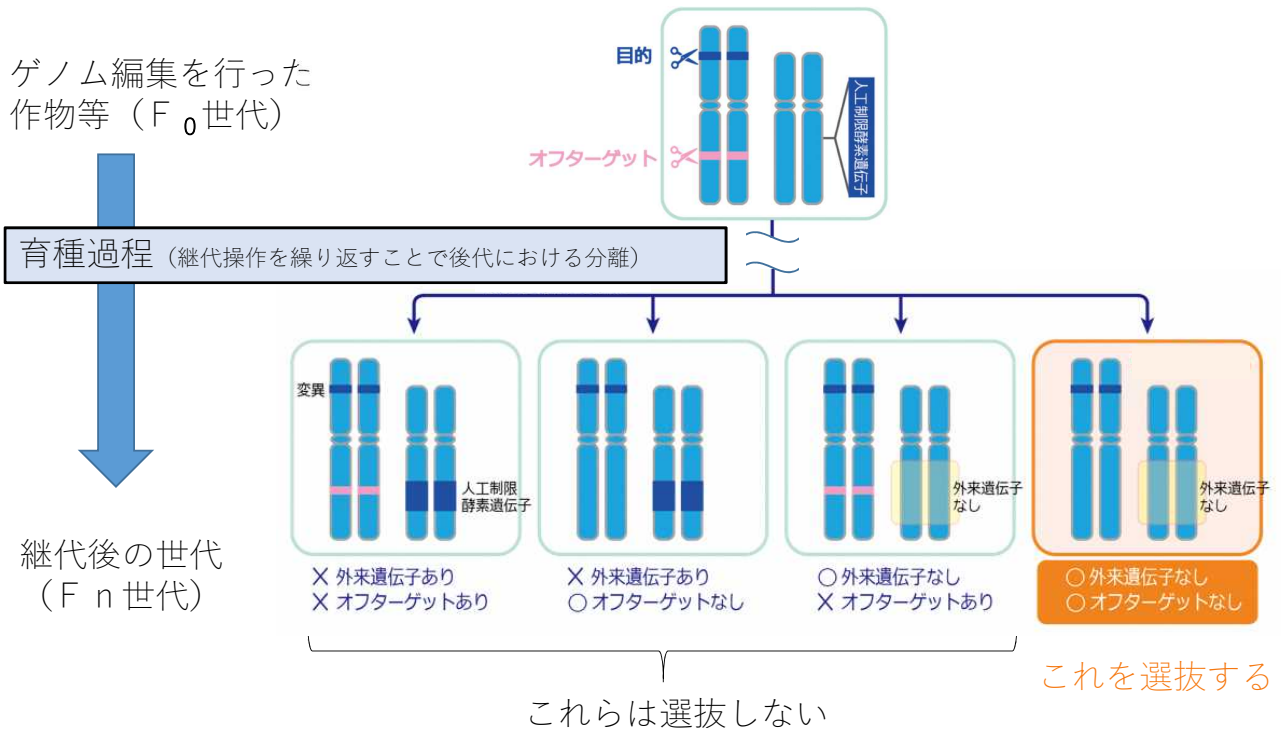 ゲノム編集を行った
作物等（Ｆ ０世代）
目的
オフターゲット
人工制限酵素遺伝子
育種過程（継代操作を繰り返すことで後代における分離）
継代後の世代
（Ｆ ｎ世代）
変異
人工制限
酵素遺伝子
× 外来遺伝子あり
× オフターゲットあり
× 外来遺伝子あり
○ オフターゲットなし
外来遺伝子
なし
○ 外来遺伝子なし
× オフターゲットあり
外来遺伝子
なし
○ 外来遺伝子なし
○ オフターゲットなし
これらは選抜しない
これを選抜する